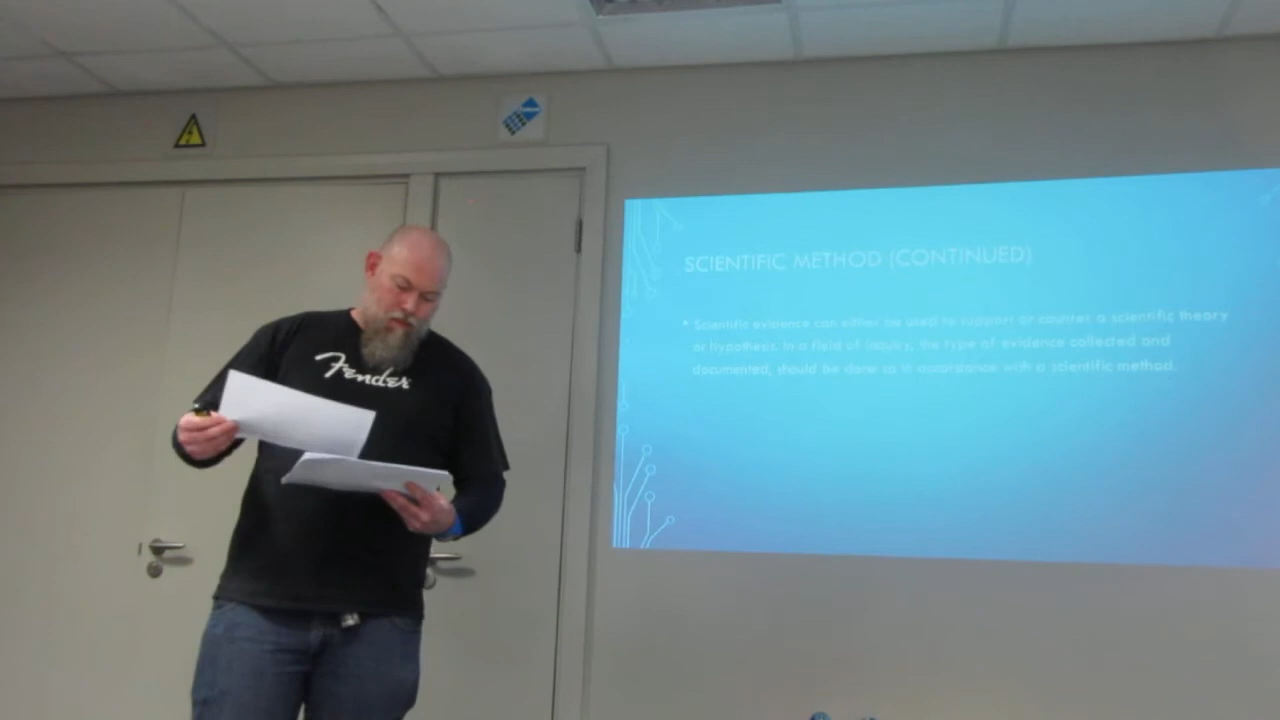 Fender
SCIENTIFIC METHOD (CONTINUED)
• Scientific evidence can either be used to support or counter a scientific theory
or hypothesis. In a field of inquiry, the type of evidence collected and
documented, should be done so in accordance with a scientific method.